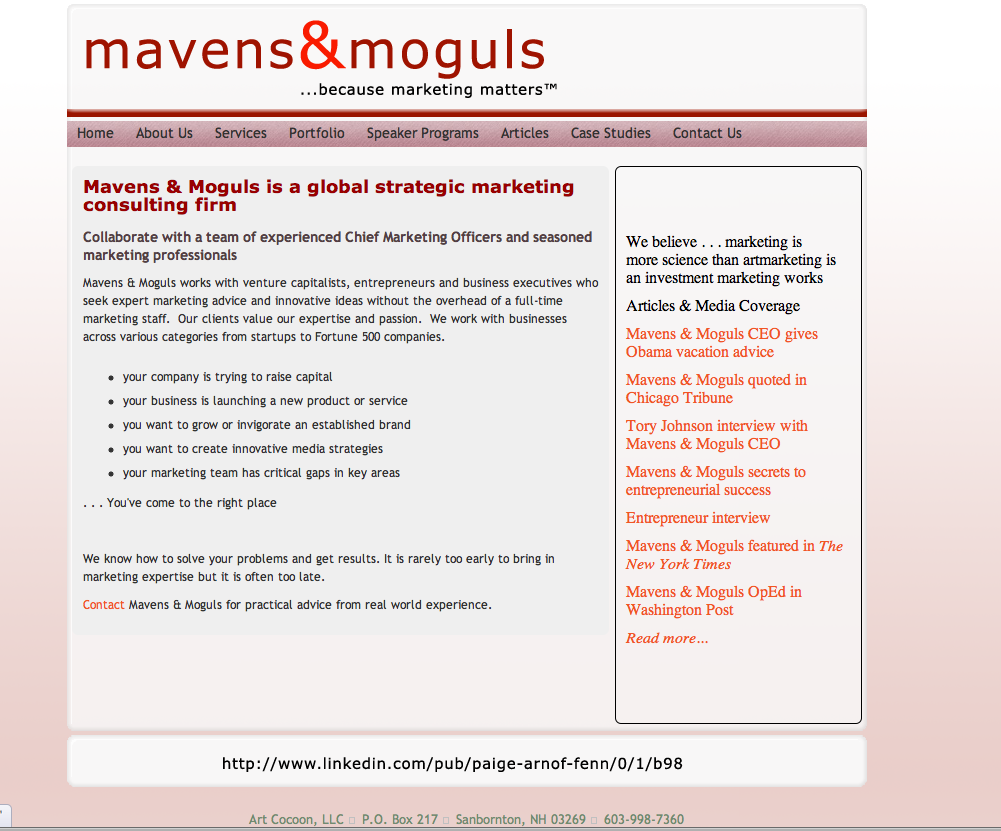 mavens&moguls
...because marketing matters™
Home About Us Services Portfolio Speaker Programs Articles Case Studies Contact Us
Mavens & Moguls is a global strategic marketing
consulting firm
Collaborate with a team of experienced Chief Marketing Officers and seasoned
marketing professionals
Mavens & Moguls works with venture capitalists, entrepreneurs and business executives who
seek expert marketing advice and innovative ideas without the overhead of a full-time
marketing staff. Our clients value our expertise and passion. We work with businesses
across various categories from startups to Fortune 500 companies.
• your company is trying to raise capital
• your business is launching a new product or service
• you want to grow or invigorate an established brand
• you want to create innovative media strategies
• your marketing team has critical gaps in key areas
. . . You've come to the right place
We know how to solve your problems and get results. It is rarely too early to bring in
marketing expertise but it is often too late.
Contact Mavens & Moguls for practical advice from real world experience.
We believe . . . marketing is
more science than artmarketing is
an investment marketing works
Articles & Media Coverage
Mavens & Moguls CEO gives
Obama vacation advice
Mavens & Moguls quoted in
Chicago Tribune
Tory Johnson interview with
Mavens & Moguls CEO
Mavens & Moguls secrets to
entrepreneurial success
Entrepreneur interview
Mavens & Moguls featured in The
New York Times
Mavens & Moguls OpEd in
Washington Post
Read more…
http://www.linkedin.com/pub/paige-arnof-fenn/0/1/b98
Art Cocoon, LLC □ P.O. Box 217 □ Sanbornton, NH 03269 □ 603-998-7360